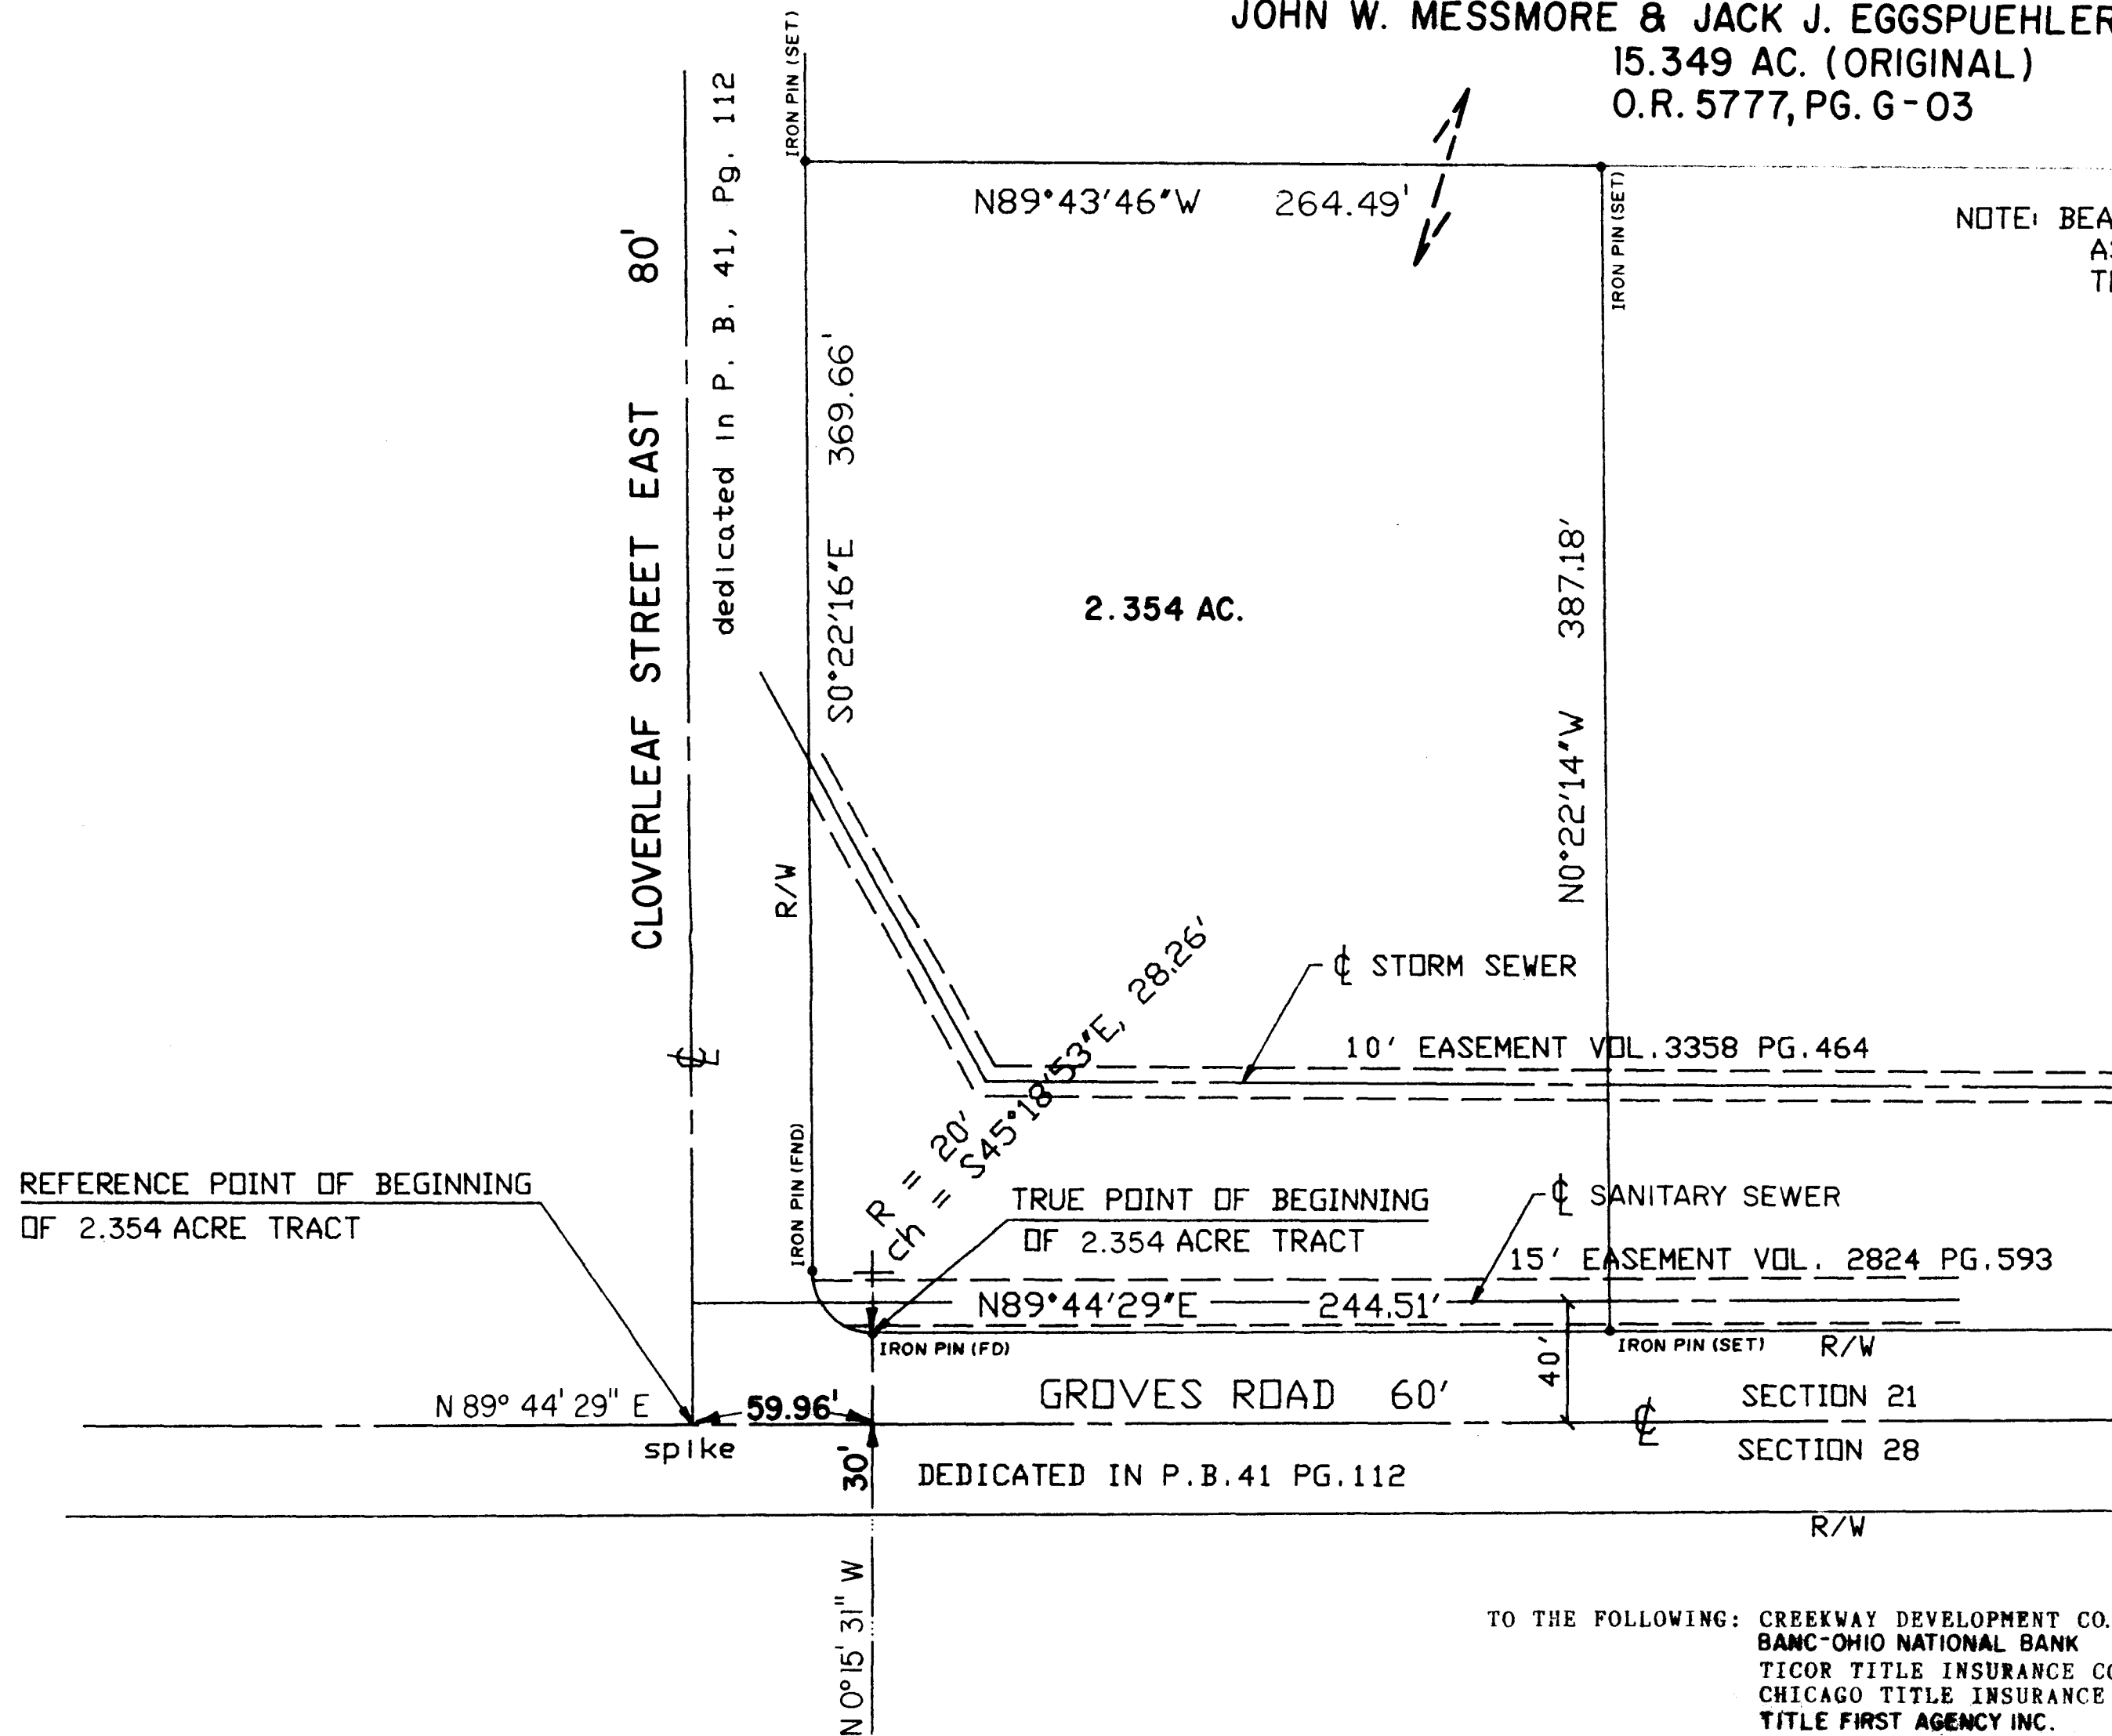 JOHN W. MESSMORE & JACK J. EGGSPUEHLER
15.349 AC. (ORIGINAL)
O.R. 5777, PG. G-03
IRON PIN (SET)
N89°43'46"W 264.49'
IRON PIN (SET)
NOTE: 
CLOVERLEAF STREET EAST 80'
dedicated in P. B. 41, Pg. 112
S0°22'16"E 369.66'
2.354 AC.
N0°22'14"W 387.18'
R/W
℄ STORM SEWER
10' EASEMENT VOL.3358 PG.464
℄
R = 20'
ch = S45°18'53"E, 28.26'
IRON PIN (FND)
REFERENCE POINT OF BEGINNING
OF 2.354 ACRE TRACT
TRUE POINT OF BEGINNING
OF 2.354 ACRE TRACT
℄ SANITARY SEWER
15' EASEMENT VOL. 2824 PG.593
N89°44'29"E 244.51'
IRON PIN (FD)
IRON PIN (SET)
R/W
40'
N 89° 44' 29" E
59.96'
GROVES ROAD 60'
SECTION 21
℄
spike
SECTION 28
30'
DEDICATED IN P.B.41 PG.112
R/W
N 0° 15' 31" W
TO THE FOLLOWING: CREEKWAY DEVELOPMENT CO.
BANC-OHIO NATIONAL BANK
TICOR TITLE INSURANCE
CHICAGO TITLE INSURANCE
TITLE FIRST AGENCY INC.